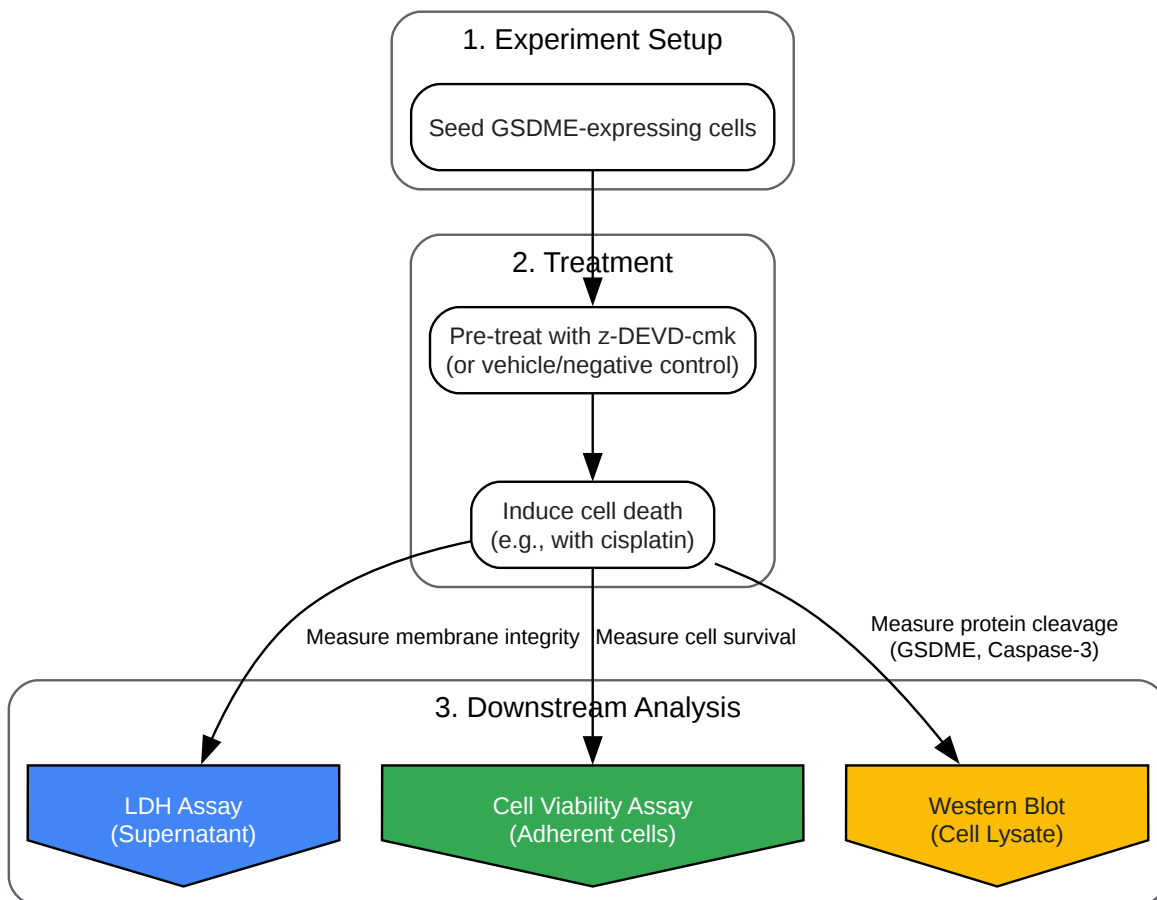 1. Experiment Setup
Seed GSDME-expressing cells
2. Treatment
Pre-treat with z-DEVD-cmk
(or vehicle/negative control)
Induce cell death
(e.g., with cisplatin)
Measure membrane integrity
Measure cell survival
Measure protein cleavage
(GSDME, Caspase-3)
3. Downstream Analysis
LDH Assay
(Supernatant)
Cell Viability Assay
(Adherent cells)
Western Blot
(Cell Lysate)